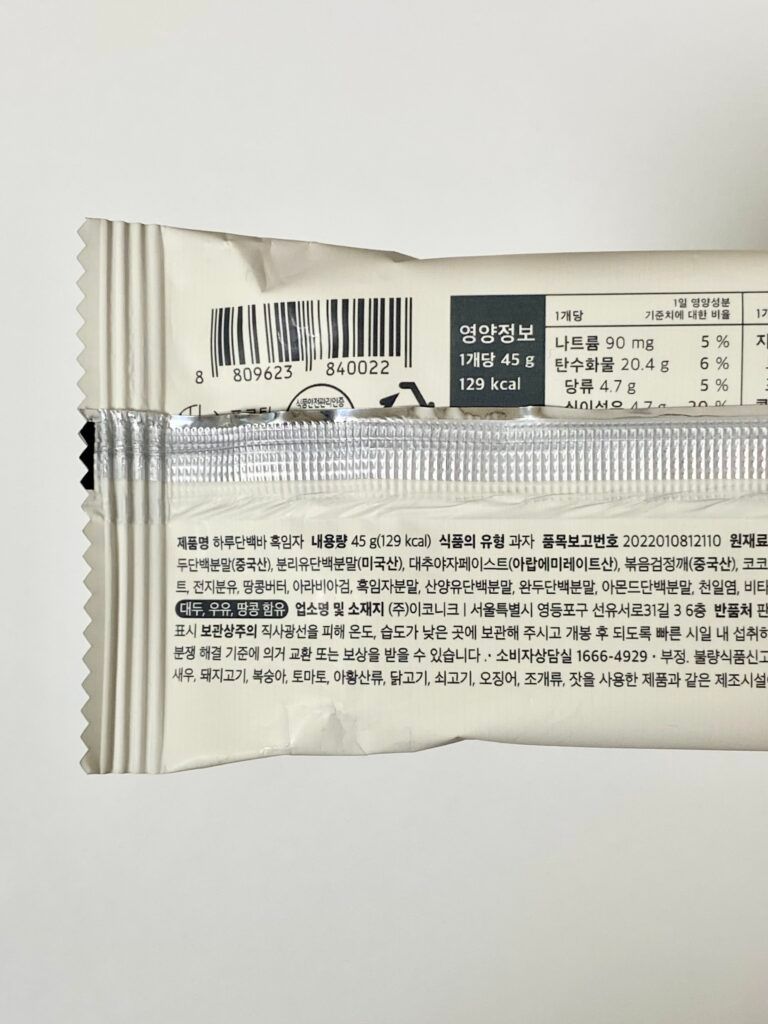 8 809623 840022
식품안전관리인증
영양정보
1개당 45 g
129 kcal
1개당
1일 영양성분
기준치에 대한 비율
나트륨 90 mg 5 %
탄수화물 20.4 g 6 %
당류 4.7 g 5 %
식이섬유 4.7 g 20 %
제품명 하루단백바 흑임자 내용량 45 g(129 kcal) 식품의 유형 과자 품목보고번호 2022010812110 원재료
두단백분말(중국산), 분리유단백분말(미국산), 대추야자페이스트(아랍에미레이트산), 볶음검정깨(중국산), 코코
트, 전지분유, 땅콩버터, 아라비아검, 흑임자분말, 산양유단백분말, 완두단백분말, 아몬드단백분말, 천일염, 비타
대두, 우유, 땅콩 함유 업소명 및 소재지 (주)이코니크 | 서울특별시 영등포구 선유서로31길 3 6층 반품처 판
표시 보관상주의 직사광선을 피해 온도, 습도가 낮은 곳에 보관해 주시고 개봉 후 되도록 빠른 시일 내 섭취하
분쟁 해결 기준에 의거 교환 또는 보상을 받을 수 있습니다 .· 소비자상담실 1666-4929 · 부정. 불량식품신고
새우, 돼지고기, 복숭아, 토마토, 아황산류, 닭고기, 쇠고기, 오징어, 조개류, 잣을 사용한 제품과 같은 제조시설